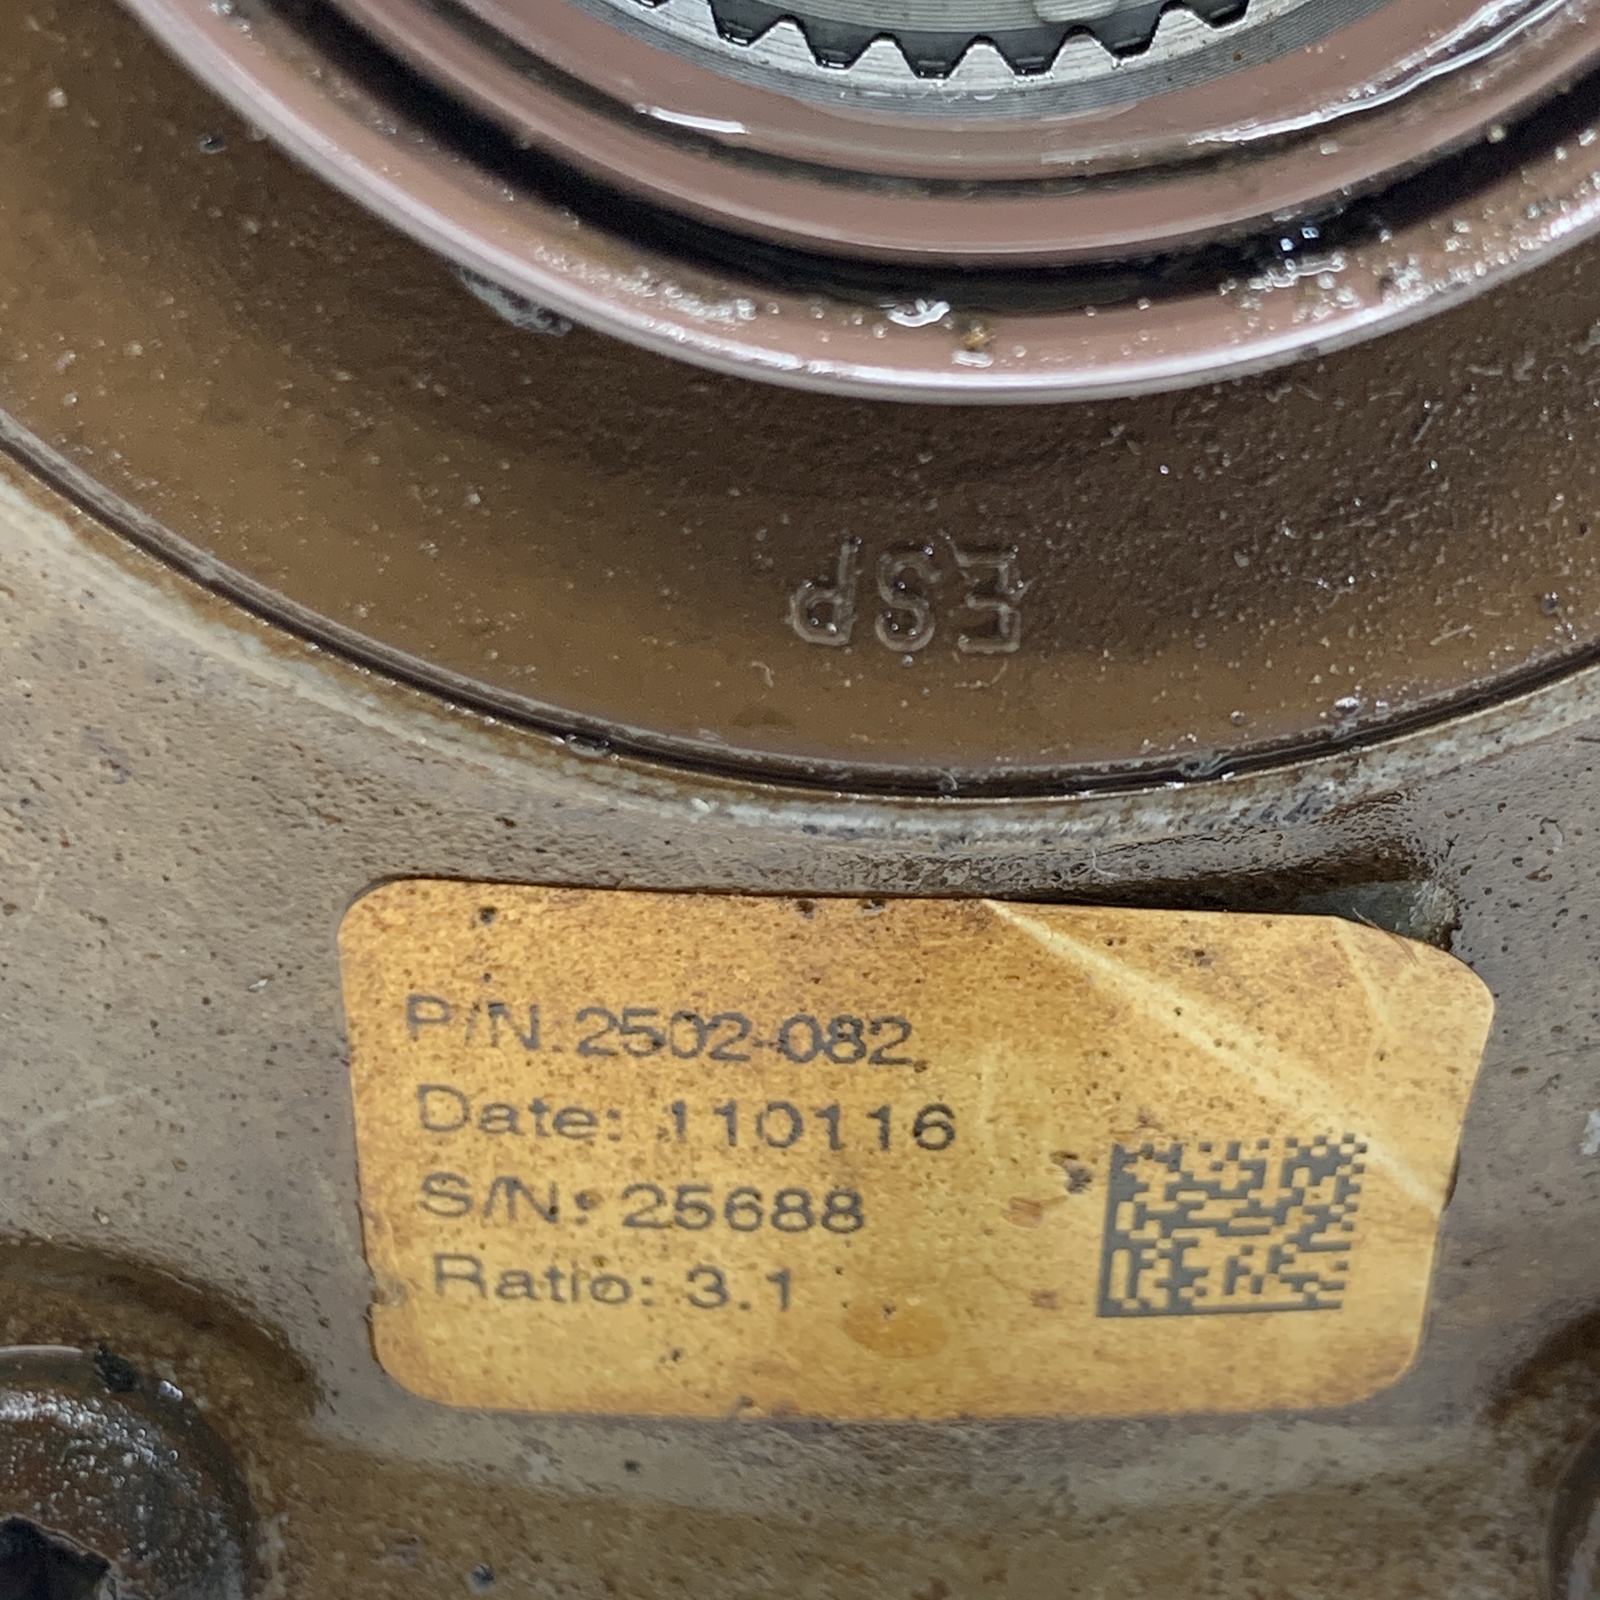 ESP
P/N: 2502-082
Date: 110116
S/N: 25688
Ratio: 3.1